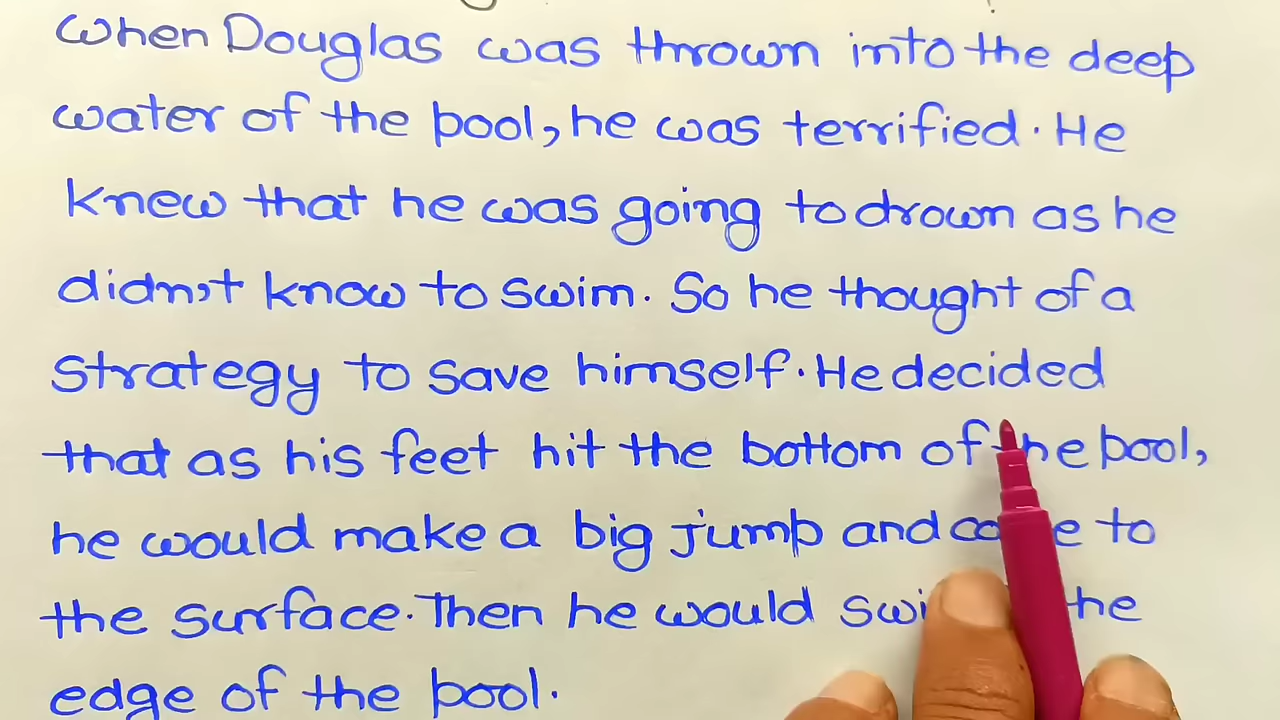 when Douglas was thrown into the deep
water of the pool, he was terrified. He
knew that he was going to drown as he
didn't know to swim. So he thought of a
strategy to save himself. He decided
that as his feet hit the bottom of the pool,
he would make a big jump and come to
the surface. Then he would he
edge of the pool.